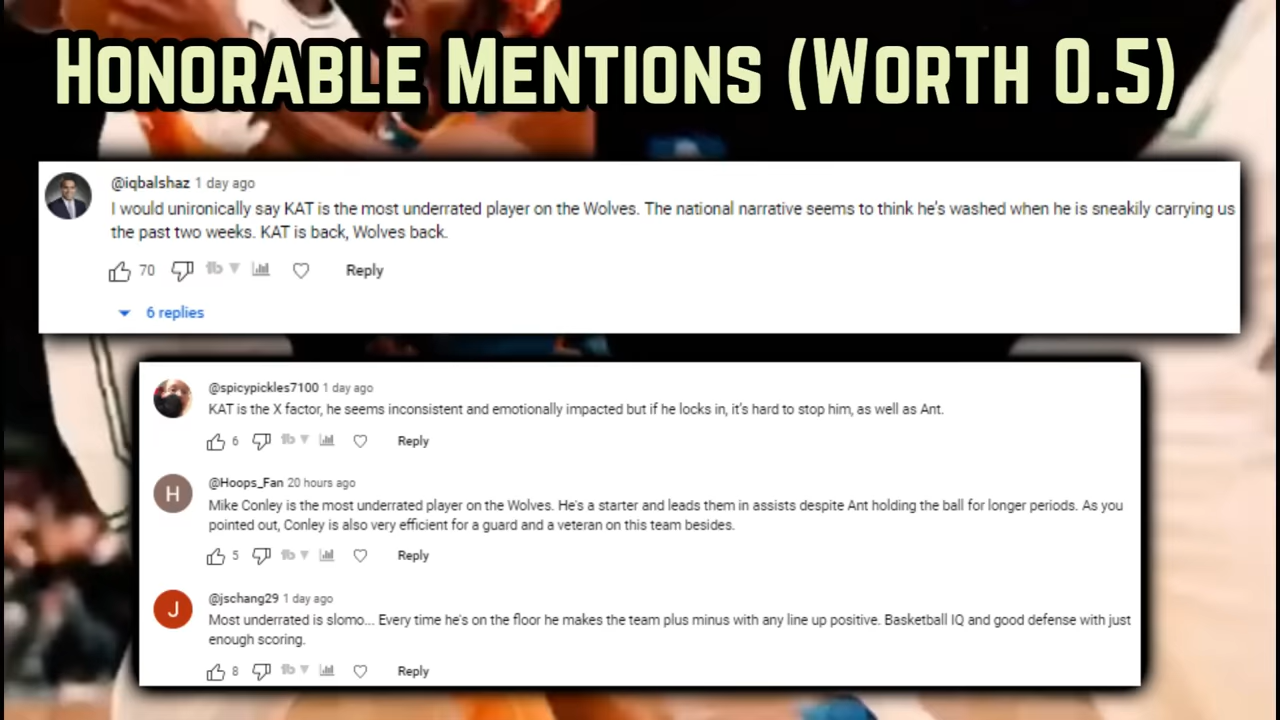 HONORABLE MENTIONS (WORTH 0.5)
@iqbalshaz 1 day ago
I would unironically say KAT is the most underrated player on the Wolves. The national narrative seems to think he's washed when he is sneakily carrying us
the past two weeks. KAT is back, Wolves back.
70 Reply
6 replies
@spicypickles7100 1 day ago
KAT is the X factor, he seems inconsistent and emotionally impacted but if he locks in, it's hard to stop him, as well as Ant.
6 Reply
H
@Hoops_Fan 20 hours ago
Mike Conley is the most underrated player on the Wolves. He's a starter and leads them in assists despite Ant holding the ball for longer periods. As you
pointed out, Conley is also very efficient for a guard and a veteran on this team besides.
5 Reply
J
@jschang29 1 day ago
Most underrated is slomo... Every time he's on the floor he makes the team plus minus with any line up positive. Basketball IQ and good defense with just
enough scoring.
8 Reply